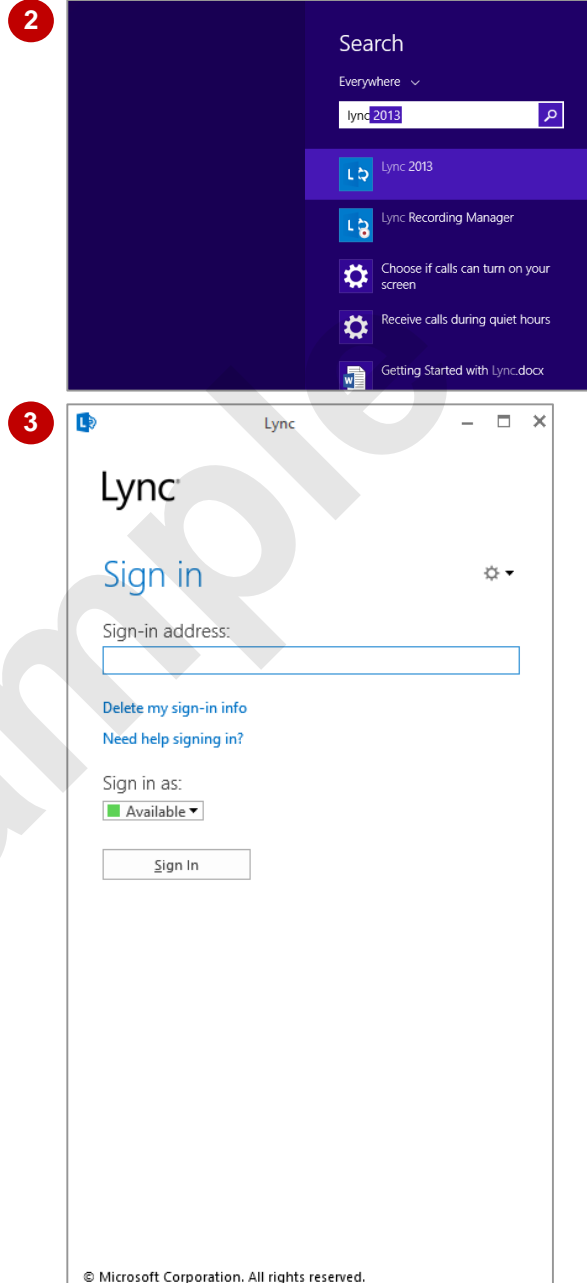 2
Search
Everywhere
lync 2013
Lync 2013
Lync Recording Manager
Choose if calls can turn on your
screen
Receive calls during quiet hours
Getting Started with Lync.docx
3
Lync
Lync
Sign in
Sign-in address:
Delete my sign-in info
Need help signing in?
Sign in as:
Available
Sign In
© Microsoft Corporation. All rights reserved.
ample